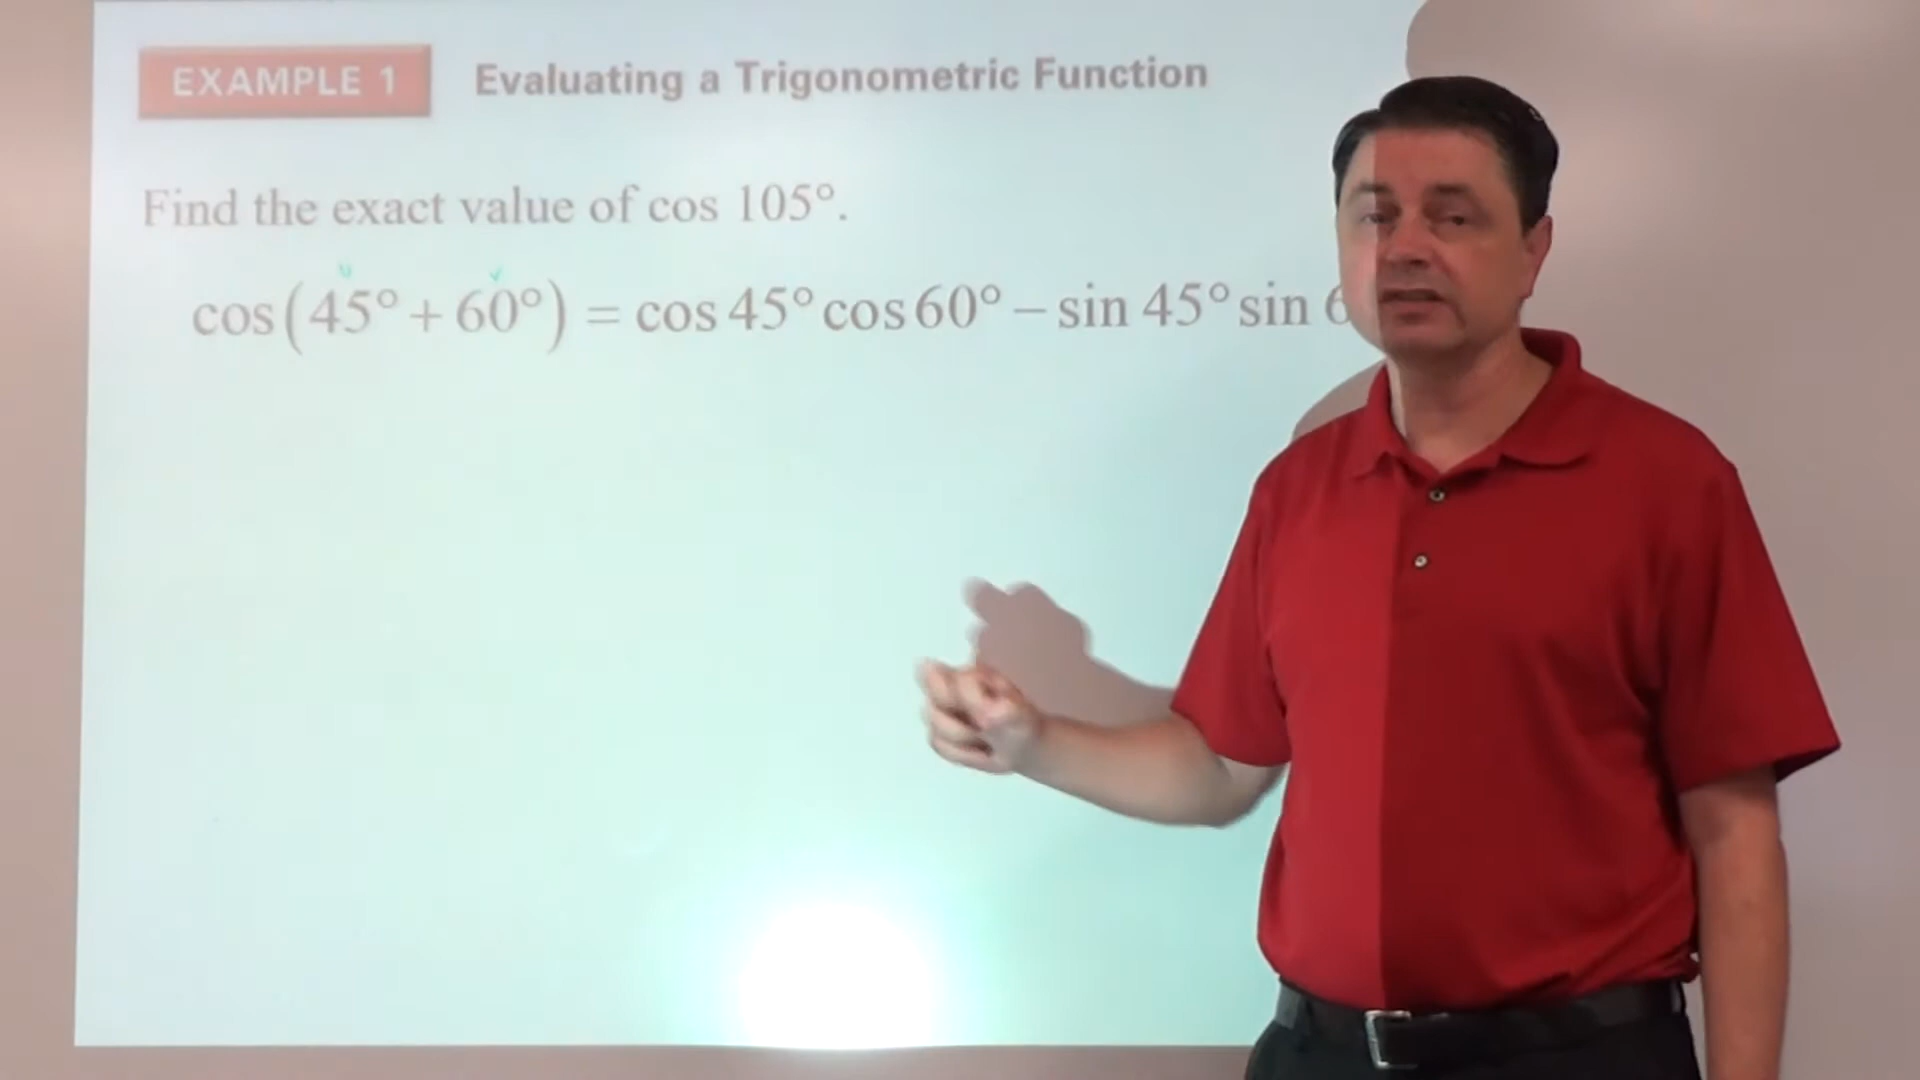 EXAMPLE 1 Evaluating a Trigonometric Function
Find the exact value of cos 105°.
cos(45° + 60°) = cos 45° cos 60° − sin 45° sin 6